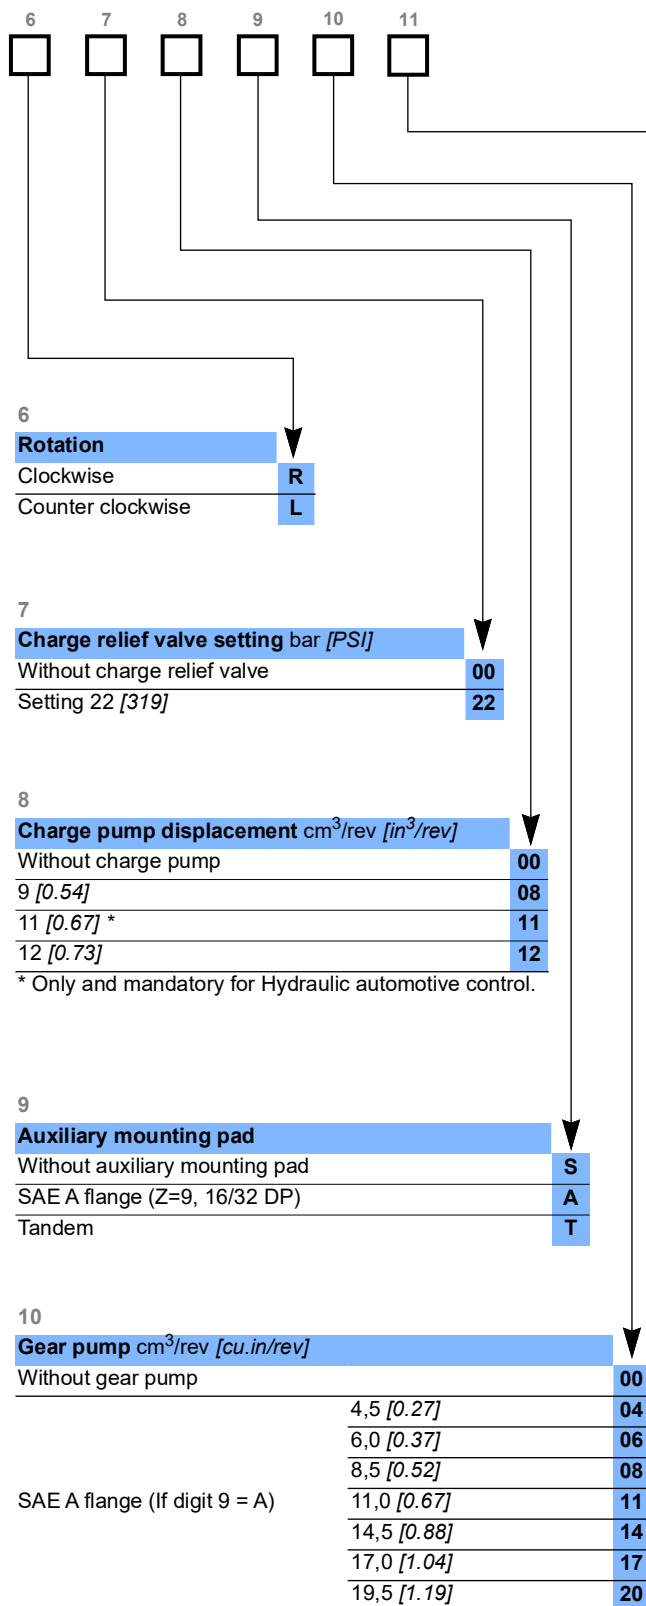 6 7 8 9 10 11
6
Rotation
Clockwise R
Counter clockwise L
7
Charge relief valve setting bar [PSI]
Without charge relief valve 00
Setting 22 [319] 22
8
Charge pump displacement cm³/rev [in³/rev]
Without charge pump 00
9 [0.54] 08
11 [0.67] * 11
12 [0.73] 12
* Only and mandatory for Hydraulic automotive control.
9
Auxiliary mounting pad
Without auxiliary mounting pad S
SAE A flange (Z=9, 16/32 DP) A
Tandem T
10
Gear pump cm³/rev [cu.in/rev]
Without gear pump 00
4,5 [0.27] 04
6,0 [0.37] 06
8,5 [0.52] 08
SAE A flange (If digit 9 = A) 11,0 [0.67] 11
14,5 [0.88] 14
17,0 [1.04] 17
19,5 [1.19] 20